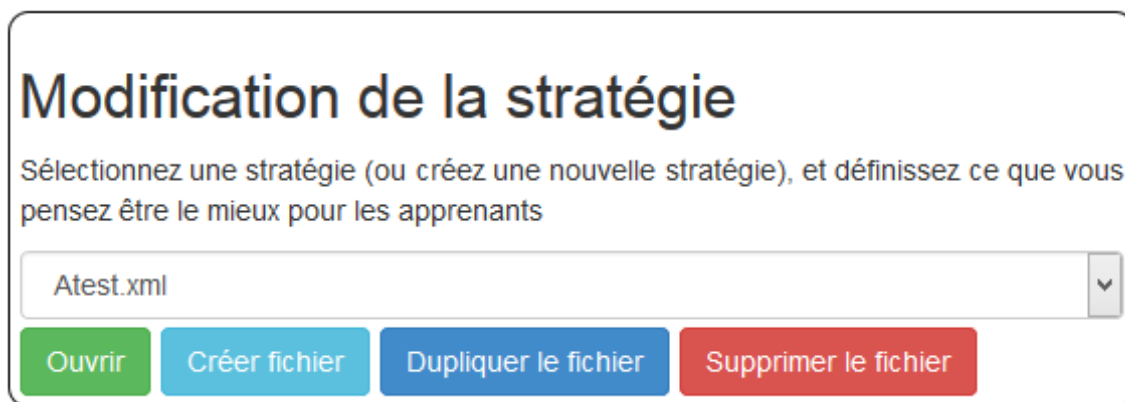 Modification de la stratégie
Sélectionnez une stratégie (ou créez une nouvelle stratégie), et définissez ce que vous
pensez être le mieux pour les apprenants
Atest.xml
Ouvrir Créer fichier Dupliquer le fichier Supprimer le fichier